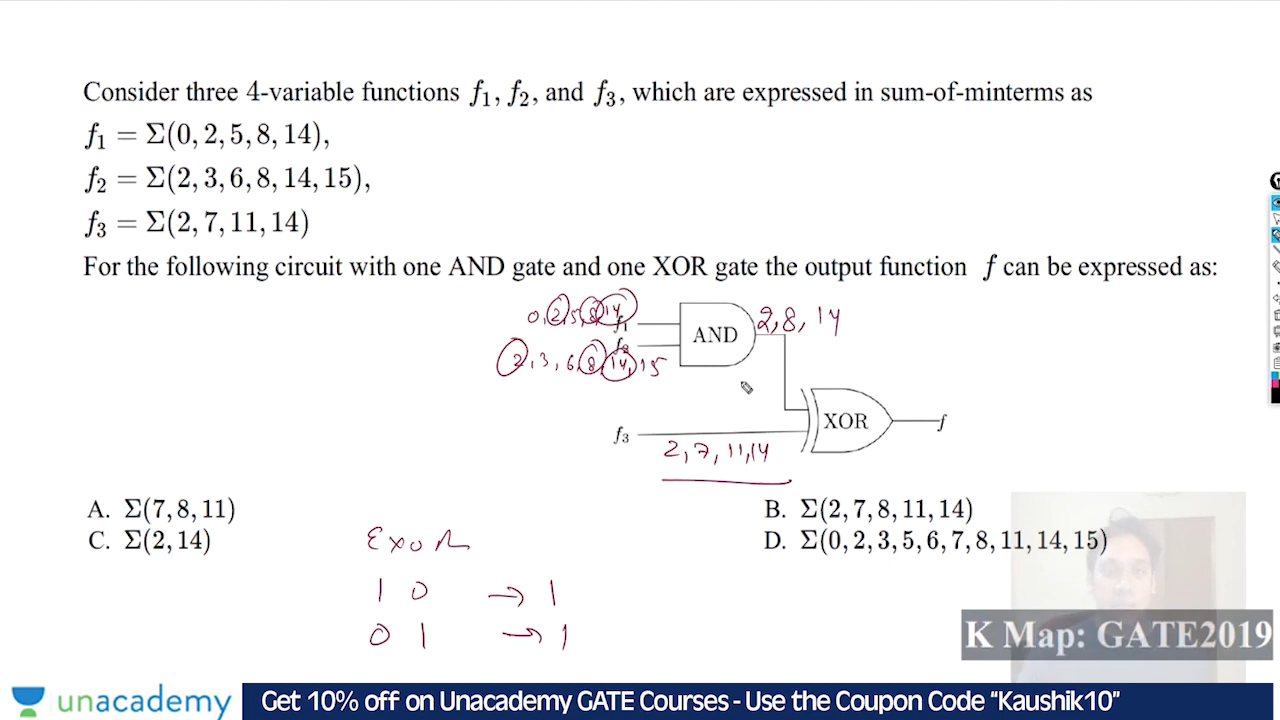 Consider three 4-variable functions f₁, f₂, and f₃, which are expressed in sum-of-minterms as
f₁ = Σ(0, 2, 5, 8, 14),
f₂ = Σ(2, 3, 6, 8, 14, 15),
f₃ = Σ(2, 7, 11, 14)
For the following circuit with one AND gate and one XOR gate the output function f can be expressed as:
0, 2, 5, 8, 14
f₁
AND
2, 8, 14
f₂
2, 3, 6, 8, 14, 15
XOR
f
f₃
2, 7, 11, 14
A. Σ(7, 8, 11)
B. Σ(2, 7, 8, 11, 14)
C. Σ(2, 14)
D. Σ(0, 2, 3, 5, 6, 7, 8, 11, 14, 15)
EXOR
1 0 → 1
0 1 → 1
K Map: GATE2019
unacademy
Get 10% off on Unacademy GATE Courses - Use the Coupon Code "Kaushik10"